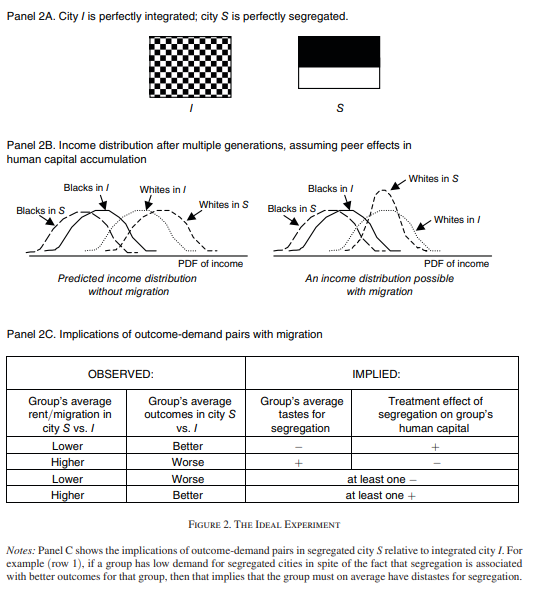 Panel 2A. City I is perfectly integrated; city S is perfectly segregated.
I
S
Panel 2B. Income distribution after multiple generations, assuming peer effects in
human capital accumulation
Blacks in S
Blacks in I
Whites in I
Whites in S
PDF of income
Predicted income distribution
without migration
Blacks in S
Blacks in I
Whites in S
Whites in I
PDF of income
An income distribution possible
with migration
Panel 2C. Implications of outcome-demand pairs with migration
OBSERVED: IMPLIED:
Group's average Group's average Group's average Treatment effect of
rent/migration in outcomes in city S tastes for segregation on group's
city S vs. I vs. I segregation human capital
Lower Better − +
Higher Worse + −
Lower Worse at least one −
Higher Better at least one +
FIGURE 2. THE IDEAL EXPERIMENT
Notes: Panel C shows the implications of outcome-demand pairs in segregated city S relative to integrated city I. For
example (row 1), if a group has low demand for segregated cities in spite of the fact that segregation is associated
with better outcomes for that group, then that implies that the group must on average have distastes for segregation.